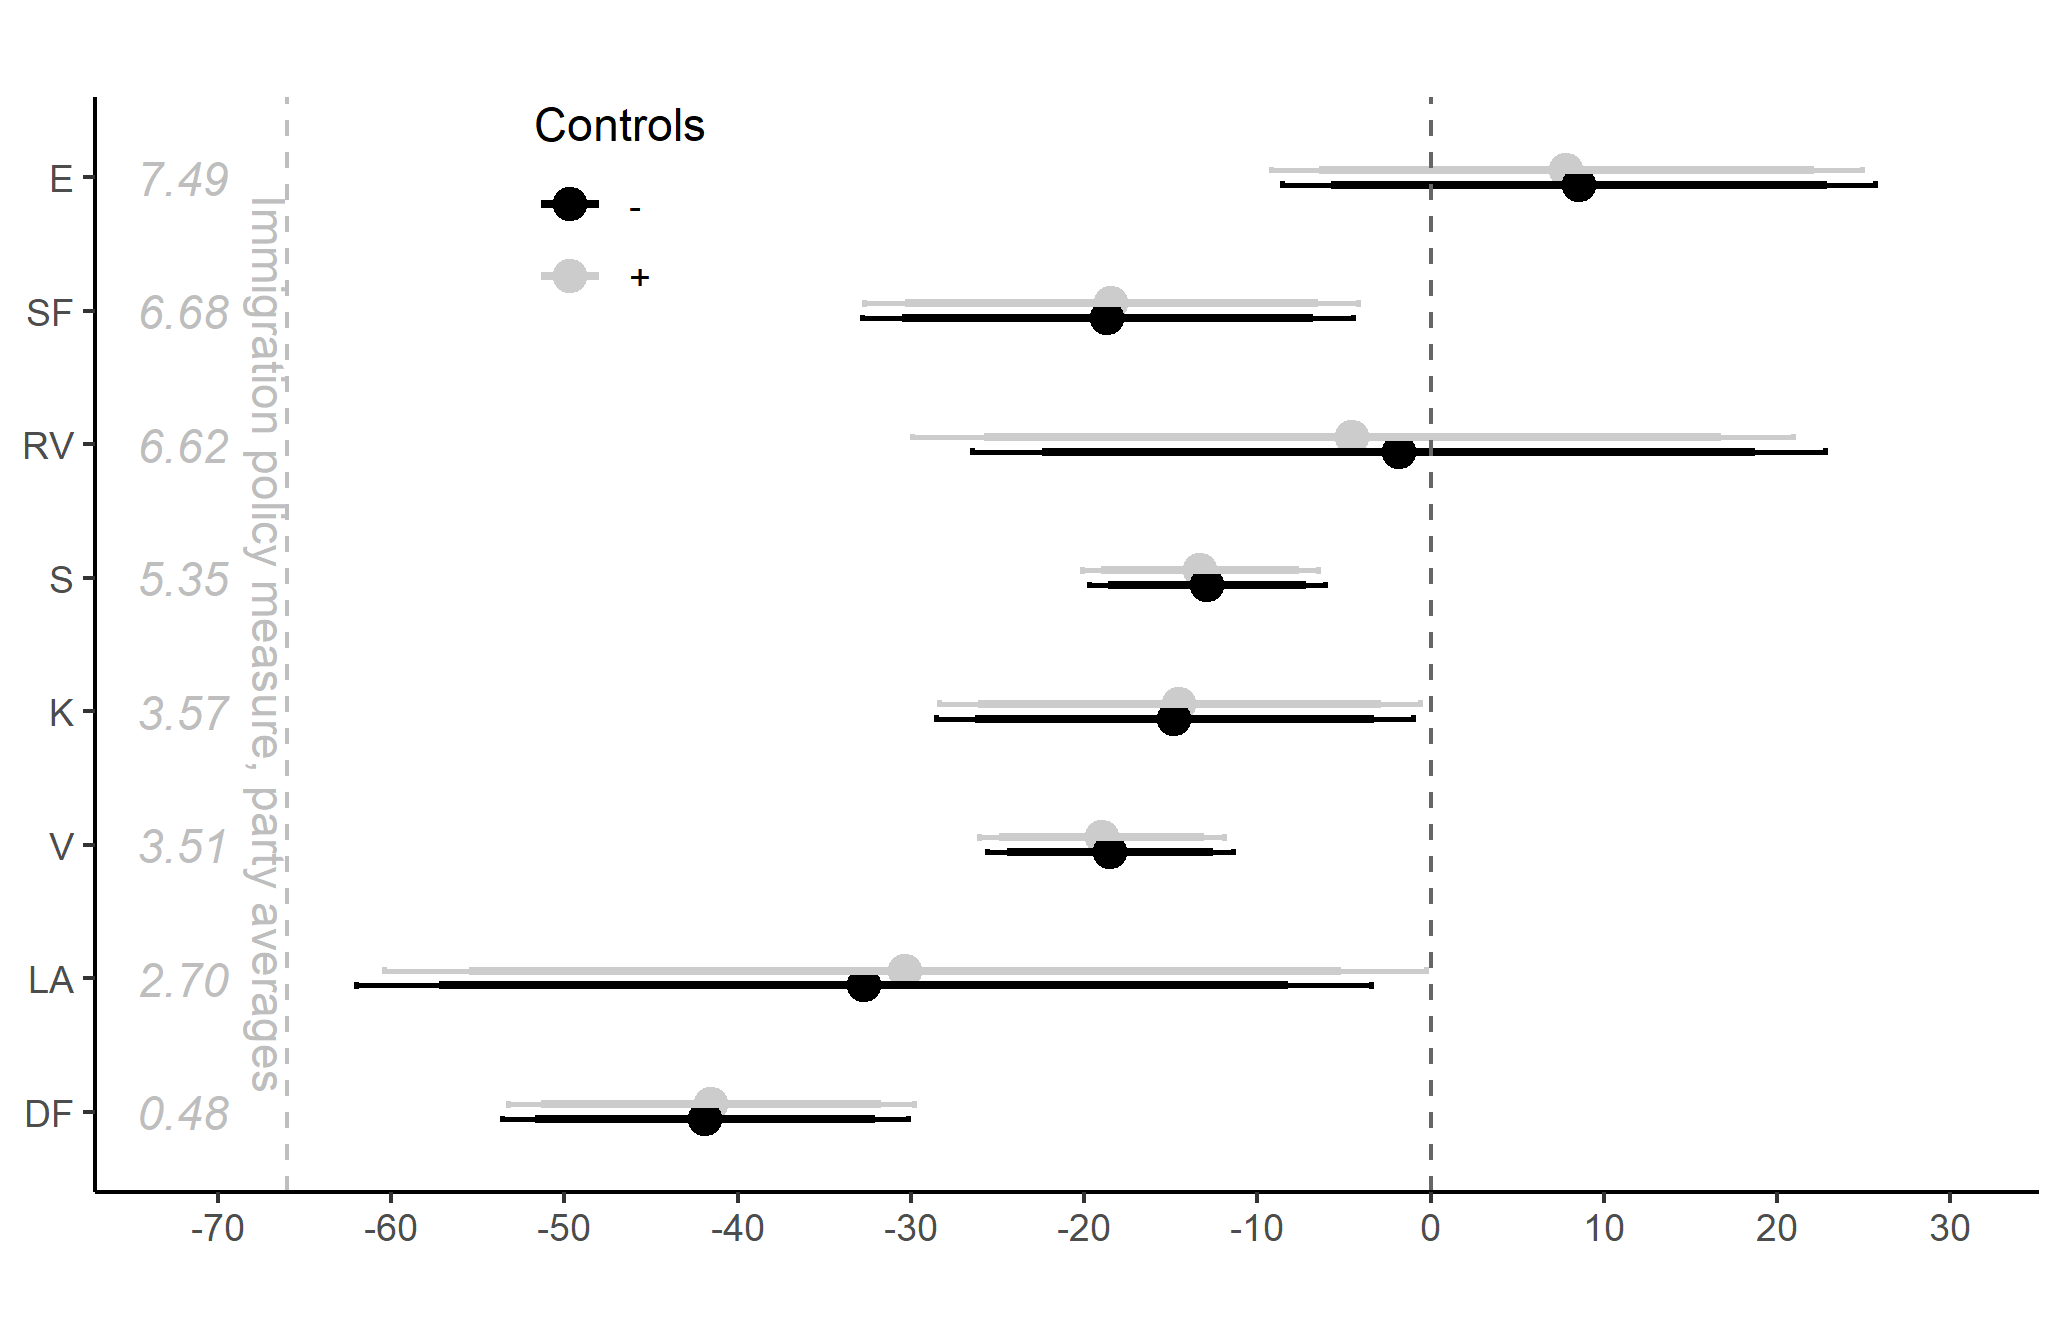 Controls
-
+
E 7.49
SF 6.68
RV 6.62
S 5.35
K 3.57
V 3.51
LA 2.70
DF 0.48
Immigration policy measure, party averages
-70 -60 -50 -40 -30 -20 -10 0 10 20 30